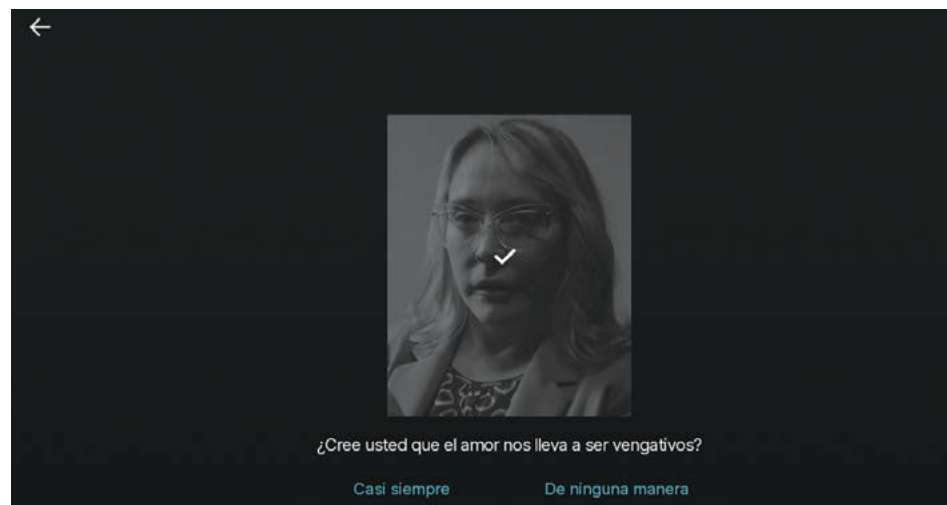 ¿Cree usted que el amor nos lleva a ser vengativos?
Casi siempre De ninguna manera